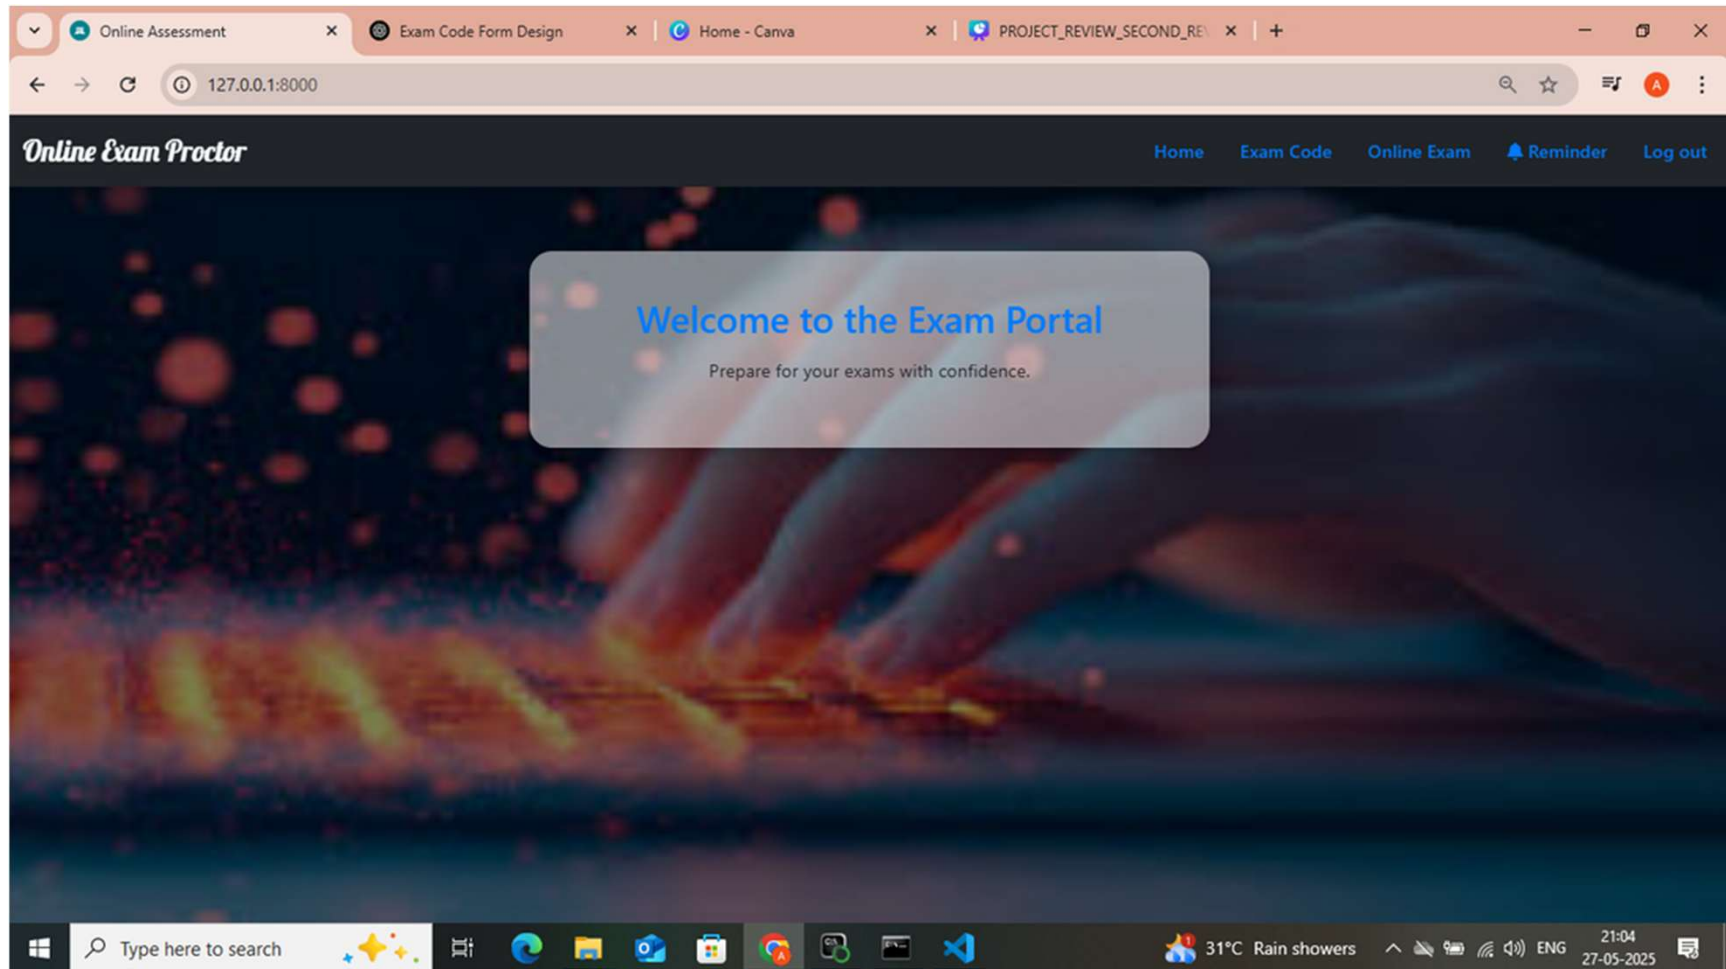 Online Assessment
Exam Code Form Design
Home - Canva
PROJECT_REVIEW_SECOND_RE
127.0.0.1:8000
A
Online Exam Proctor
Home Exam Code Online Exam Reminder Log out
Welcome to the Exam Portal
Prepare for your exams with confidence.
Type here to search
31°C Rain showers
ENG
21:04
27-05-2025